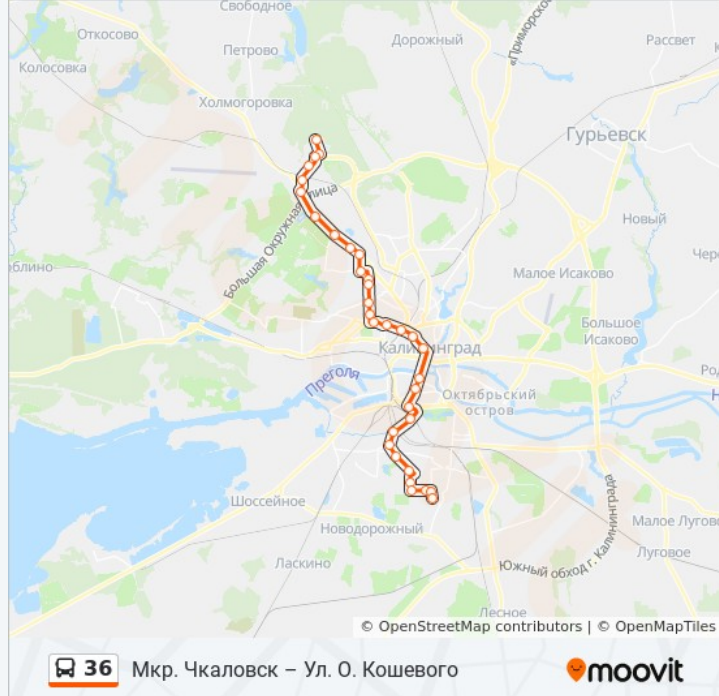 Свободное
Откосово
Петрово
Дорожный
«Приморское
Рассвет
Колосовка
Холмогоровка
Гурьевск
Большая Окружная улица
Новый
облино
Малое Исаково
Большое
Исаково
Калининград
Преголя
Октябрьский
остров
Шоссейное
Новодорожный
Ласкино
Южный обход г. Калининграда
Малое Лугово
Луговое
Лесное
© OpenStreetMap contributors | © OpenMapTiles
36 Мкр. Чкаловск – Ул. О. Кошевого
moovit